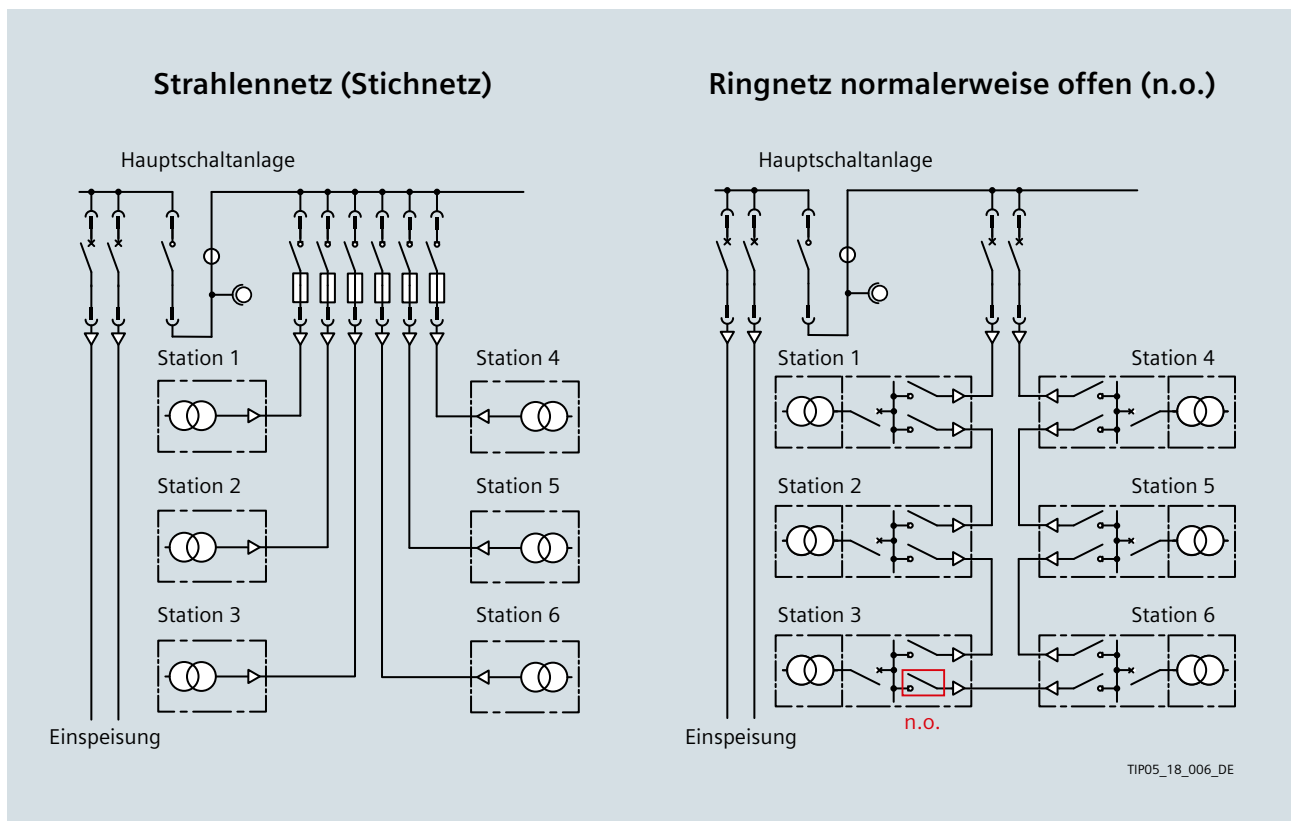 Strahlennetz (Stichnetz)
Hauptschaltanlage
Station 1
Station 4
Station 2
Station 5
Station 3
Station 6
Einspeisung
Ringnetz normalerweise offen (n.o.)
Hauptschaltanlage
Station 1
Station 4
Station 2
Station 5
Station 3
Station 6
n.o.
Einspeisung
TIP05_18_006_DE